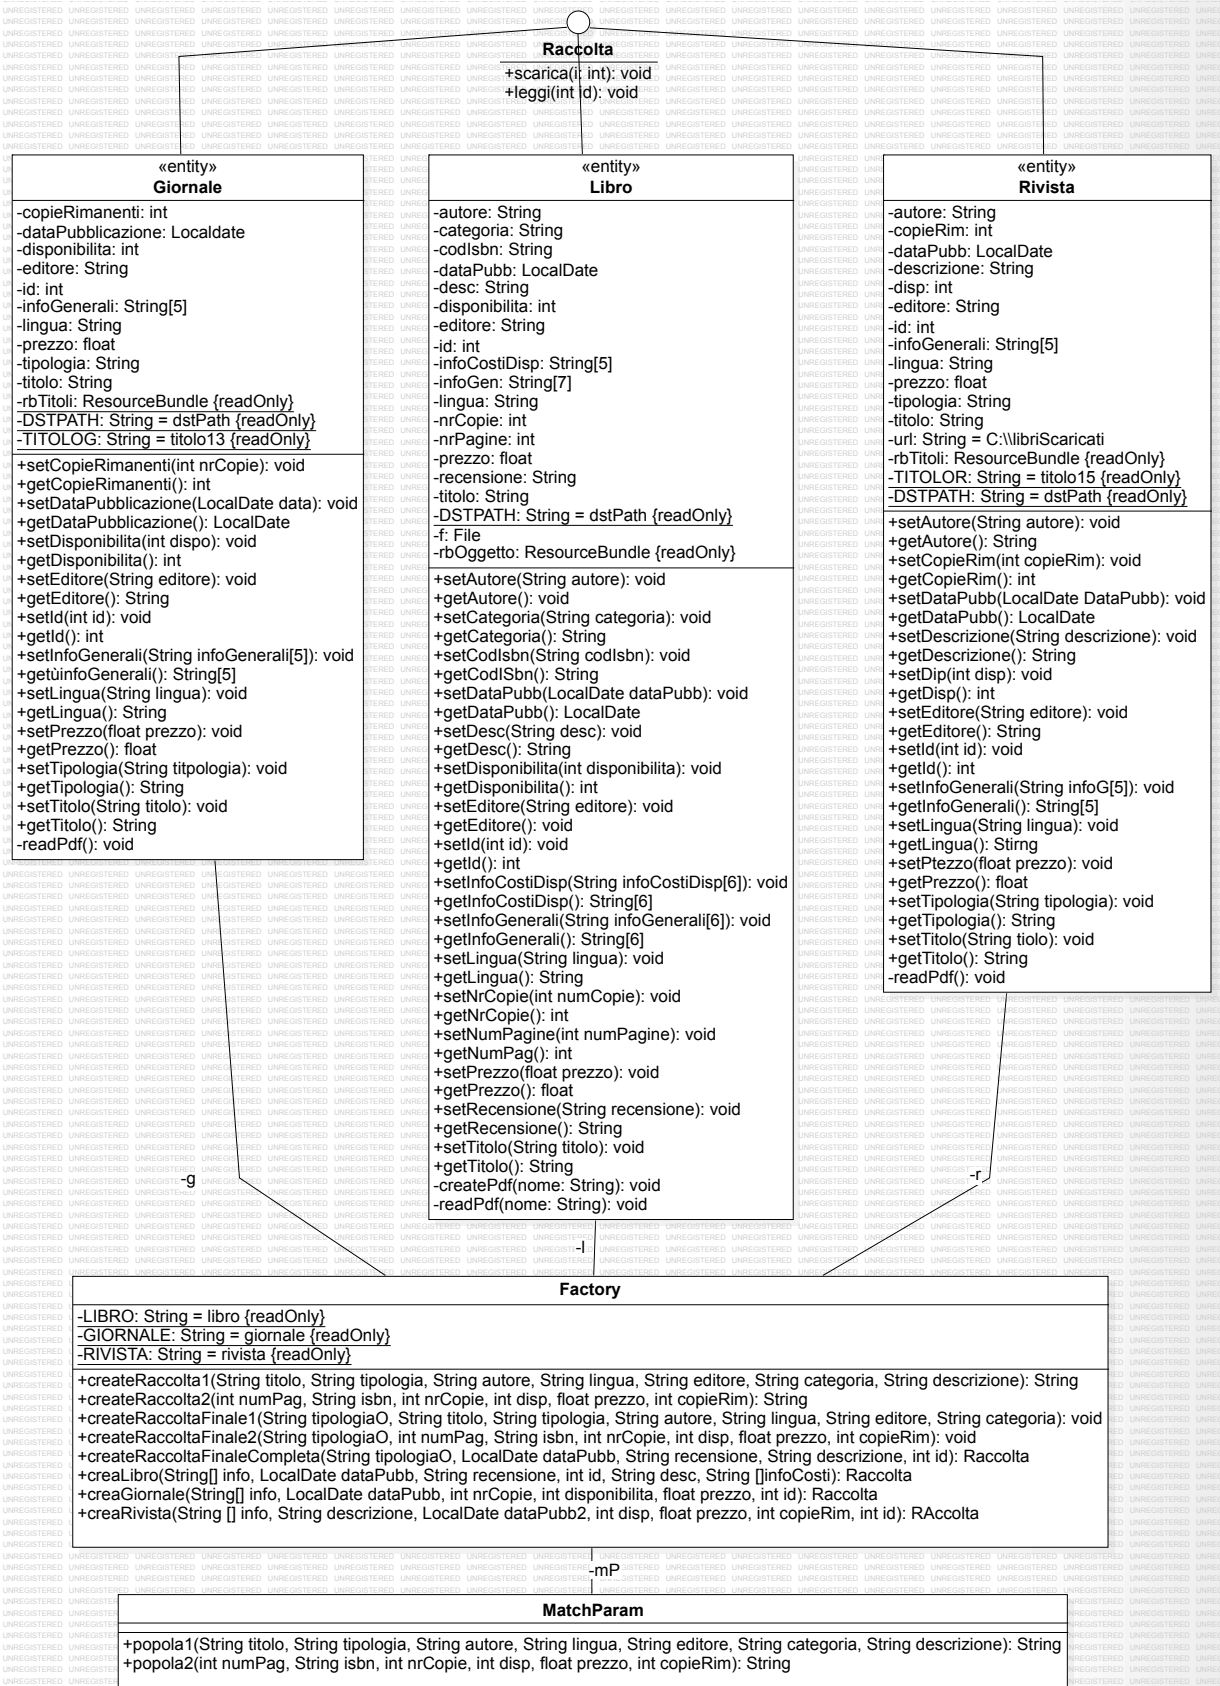 Raccolta
+scarica(i: int): void
+leggi(int id): void
«entity»
Giornale
-copieRimanenti: int
-dataPubblicazione: Localdate
-disponibilita: int
-editore: String
-id: int
-infoGenerali: String[5]
-lingua: String
-prezzo: float
-tipologia: String
-titolo: String
-rbTitoli: ResourceBundle {readOnly}
-DSTPATH: String = dstPath {readOnly}
-TITOLOG: String = titolo13 {readOnly}
+setCopieRimanenti(int nrCopie): void
+getCopieRimanenti(): int
+setDataPubblicazione(LocalDate data): void
+getDataPubblicazione(): LocalDate
+setDisponibilita(int dispo): void
+getDisponibilita(): int
+setEditore(String editore): void
+getEditore(): String
+setId(int id): void
+getId(): int
+setInfoGenerali(String infoGenerali[5]): void
+getùinfoGenerali(): String[5]
+setLingua(String lingua): void
+getLingua(): String
+setPrezzo(float prezzo): void
+getPrezzo(): float
+setTipologia(String titpologia): void
+getTipologia(): String
+setTitolo(String titolo): void
+getTitolo(): String
-readPdf(): void
«entity»
Libro
-autore: String
-categoria: String
-codIsbn: String
-dataPubb: LocalDate
-desc: String
-disponibilita: int
-editore: String
-id: int
-infoCostiDisp: String[5]
-infoGen: String[7]
-lingua: String
-nrCopie: int
-nrPagine: int
-prezzo: float
-recensione: String
-titolo: String
-DSTPATH: String = dstPath {readOnly}
-f: File
-rbOggetto: ResourceBundle {readOnly}
+setAutore(String autore): void
+getAutore(): void
+setCategoria(String categoria): void
+getCategoria(): String
+setCodIsbn(String codIsbn): void
+getCodISbn(): String
+setDataPubb(LocalDate dataPubb): void
+getDataPubb(): LocalDate
+setDesc(String desc): void
+getDesc(): String
+setDisponibilita(int disponibilita): void
+getDisponibilita(): int
+setEditore(String editore): void
+getEditore(): void
+setId(int id): void
+getId(): int
+setInfoCostiDisp(String infoCostiDisp[6]): void
+getInfoCostiDisp(): String[6]
+setInfoGenerali(String infoGenerali[6]): void
+getInfoGenerali(): String[6]
+setLingua(String lingua): void
+getLingua(): String
+setNrCopie(int numCopie): void
+getNrCopie(): int
+setNumPagine(int numPagine): void
+getNumPag(): int
+setPrezzo(float prezzo): void
+getPrezzo(): float
+setRecensione(String recensione): void
+getRecensione(): String
+setTitolo(String titolo): void
+getTitolo(): String
-createPdf(nome: String): void
-readPdf(nome: String): void
«entity»
Rivista
-autore: String
-copieRim: int
-dataPubb: LocalDate
-descrizione: String
-disp: int
-editore: String
-id: int
-infoGenerali: String[5]
-lingua: String
-prezzo: float
-tipologia: String
-titolo: String
-url: String = C:\\libriScaricati
-rbTitoli: ResourceBundle {readOnly}
-TITOLOR: String = titolo15 {readOnly}
-DSTPATH: String = dstPath {readOnly}
+setAutore(String autore): void
+getAutore(): String
+setCopieRim(int copieRim): void
+getCopieRim(): int
+setDataPubb(LocalDate DataPubb): void
+getDataPubb(): LocalDate
+setDescrizione(String descrizione): void
+getDescrizione(): String
+setDip(int disp): void
+getDisp(): int
+setEditore(String editore): void
+getEditore(): String
+setId(int id): void
+getId(): int
+setInfoGenerali(String infoG[5]): void
+getInfoGenerali(): String[5]
+setLingua(String lingua): void
+getLingua(): Stirng
+setPtezzo(float prezzo): void
+getPrezzo(): float
+setTipologia(String tipologia): void
+getTipologia(): String
+setTitolo(String tiolo): void
+getTitolo(): String
-readPdf(): void
-g
-l
-r
Factory
-LIBRO: String = libro {readOnly}
-GIORNALE: String = giornale {readOnly}
-RIVISTA: String = rivista {readOnly}
+createRaccolta1(String titolo, String tipologia, String autore, String lingua, String editore, String categoria, String descrizione): String
+createRaccolta2(int numPag, String isbn, int nrCopie, int disp, float prezzo, int copieRim): String
+createRaccoltaFinale1(String tipologiaO, String titolo, String tipologia, String autore, String lingua, String editore, String categoria): void
+createRaccoltaFinale2(String tipologiaO, int numPag, String isbn, int nrCopie, int disp, float prezzo, int copieRim): void
+createRaccoltaFinaleCompleta(String tipologiaO, LocalDate dataPubb, String recensione, String descrizione, int id): Raccolta
+creaLibro(String[] info, LocalDate dataPubb, String recensione, int id, String desc, String []infoCosti): Raccolta
+creaGiornale(String[] info, LocalDate dataPubb, int nrCopie, int disponibilita, float prezzo, int id): Raccolta
+creaRivista(String [] info, String descrizione, LocalDate dataPubb2, int disp, float prezzo, int copieRim, int id): RAccolta
-mP
MatchParam
+popola1(String titolo, String tipologia, String autore, String lingua, String editore, String categoria, String descrizione): String
+popola2(int numPag, String isbn, int nrCopie, int disp, float prezzo, int copieRim): String